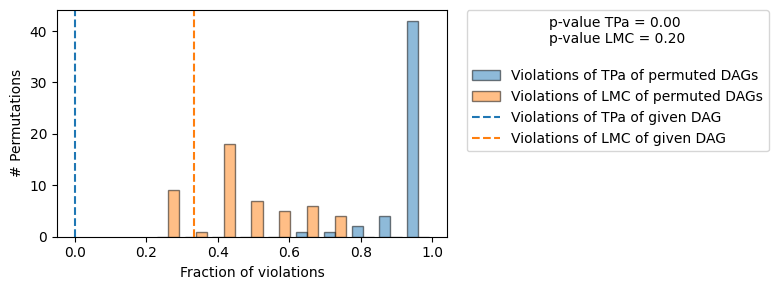 40
30
20
10
0
# Permutations
0.0 0.2 0.4 0.6 0.8 1.0
Fraction of violations
p-value TPa = 0.00
p-value LMC = 0.20
Violations of TPa of permuted DAGs
Violations of LMC of permuted DAGs
Violations of TPa of given DAG
Violations of LMC of given DAG